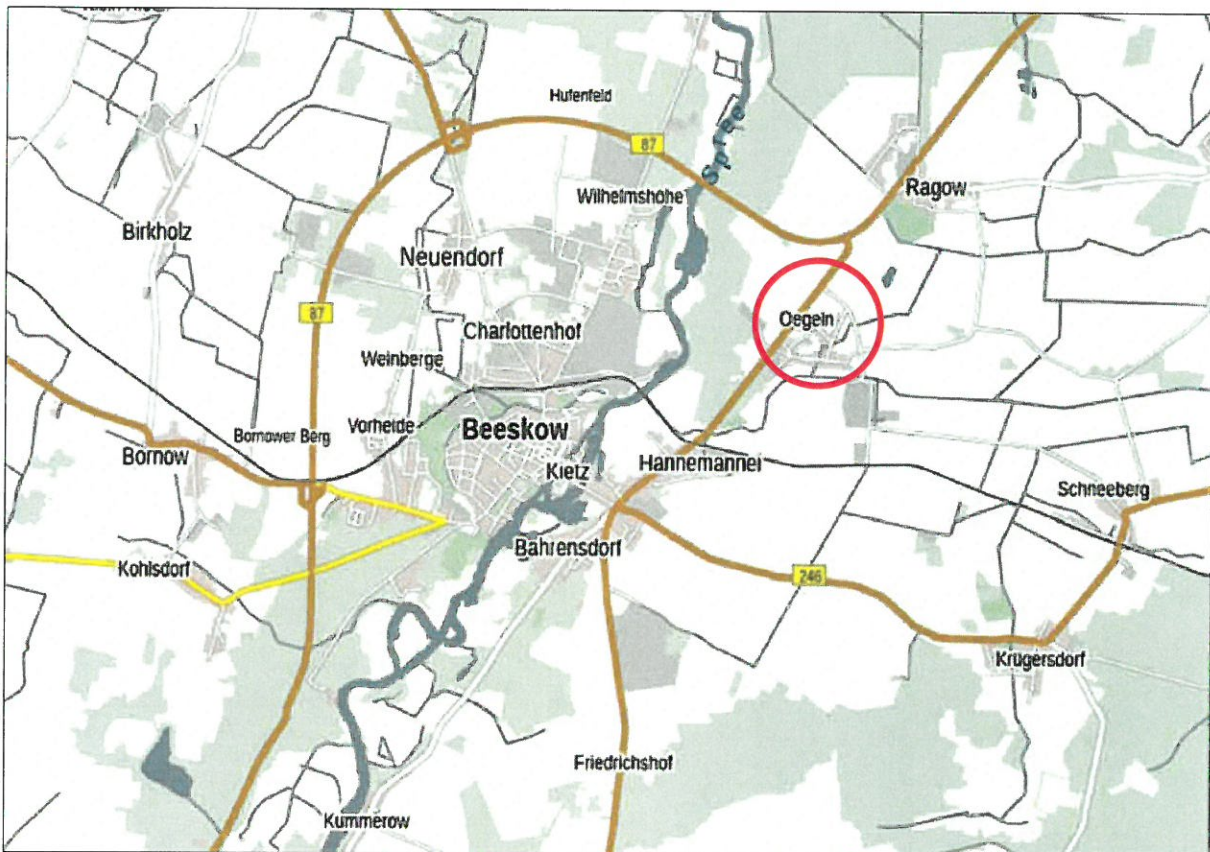 Hufenfeld
87
Spree
Wilhelmshöhe
Ragow
Birkholz
Neuendorf
87
Oegeln
Charlottenhof
Weinberge
Vorheide
Beeskow
Bornower Berg
Bornow
Kietz
Hannemannei
Schneeberg
Bahrensdorf
Kohlsdorf
246
Krügersdorf
Friedrichshof
Kummerow